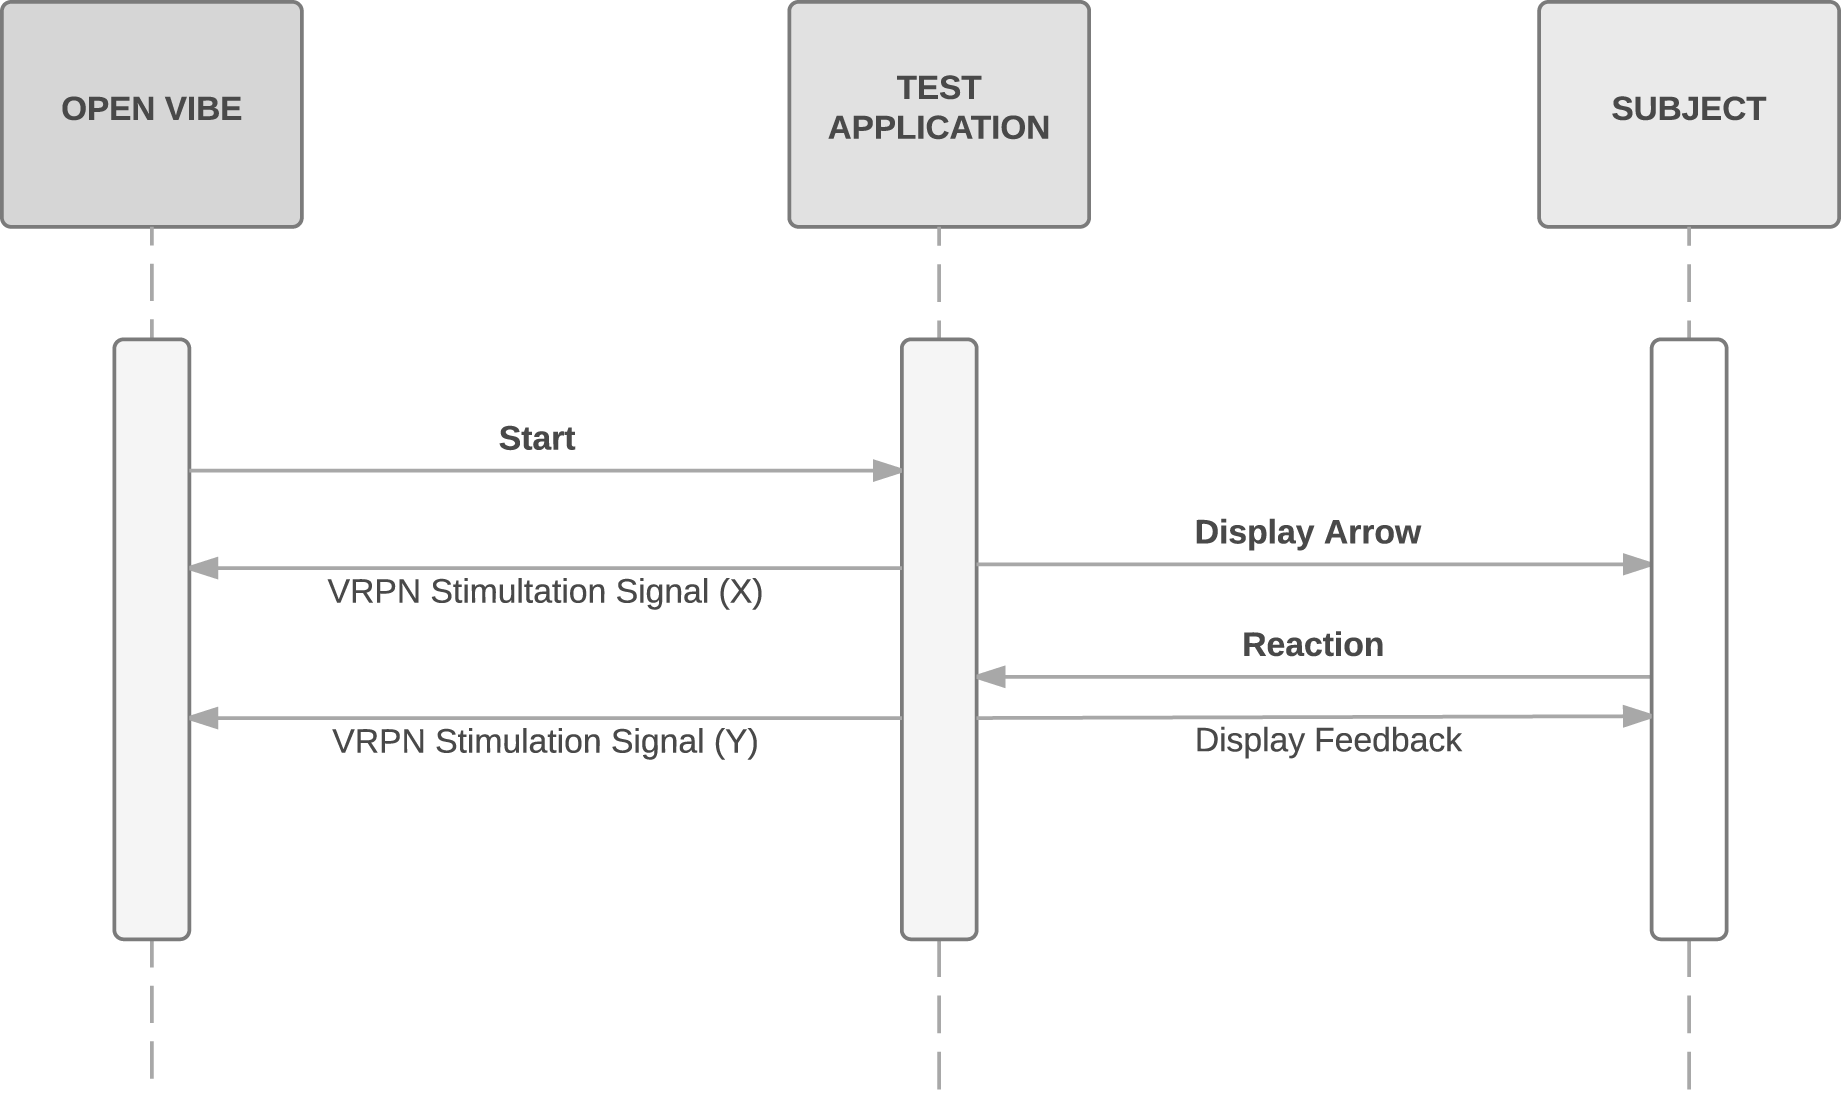 OPEN VIBE
TEST
APPLICATION
SUBJECT
Start
Display Arrow
VRPN Stimultation Signal (X)
Reaction
VRPN Stimulation Signal (Y)
Display Feedback